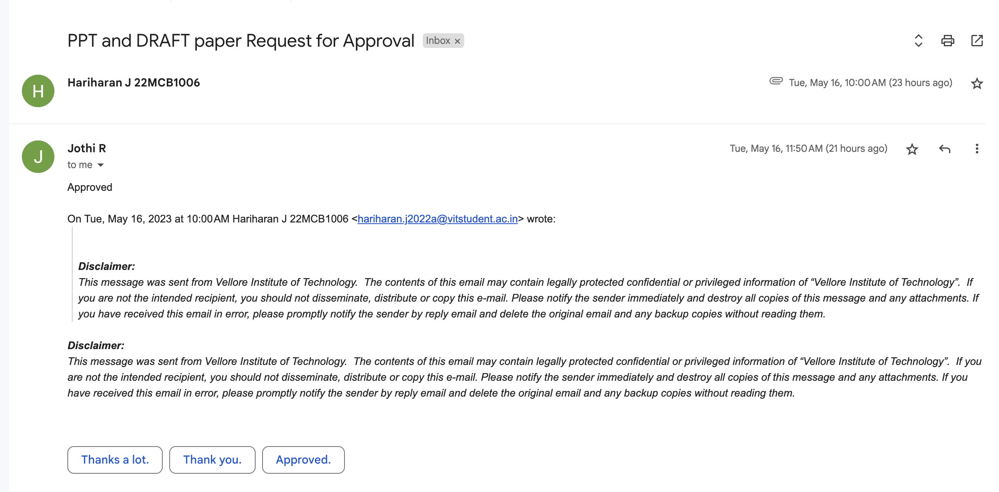 PPT and DRAFT paper Request for Approval Inbox ×
H
Hariharan J 22MCB1006 Tue, May 16, 10:00 AM (23 hours ago)
J
Jothi R Tue, May 16, 11:50 AM (21 hours ago)
to me
Approved
On Tue, May 16, 2023 at 10:00 AM Hariharan J 22MCB1006 <hariharan.j2022a@vitstudent.ac.in> wrote:
Disclaimer:
This message was sent from Vellore Institute of Technology.  The contents of this email may contain legally protected confidential or privileged information of “Vellore Institute of Technology”.  If
you are not the intended recipient, you should not disseminate, distribute or copy this e-mail. Please notify the sender immediately and destroy all copies of this message and any attachments. If
you have received this email in error, please promptly notify the sender by reply email and delete the original email and any backup copies without reading them.
Disclaimer:
This message was sent from Vellore Institute of Technology.  The contents of this email may contain legally protected confidential or privileged information of “Vellore Institute of Technology”.  If you
are not the intended recipient, you should not disseminate, distribute or copy this e-mail. Please notify the sender immediately and destroy all copies of this message and any attachments. If you
have received this email in error, please promptly notify the sender by reply email and delete the original email and any backup copies without reading them.
Thanks a lot. Thank you. Approved.